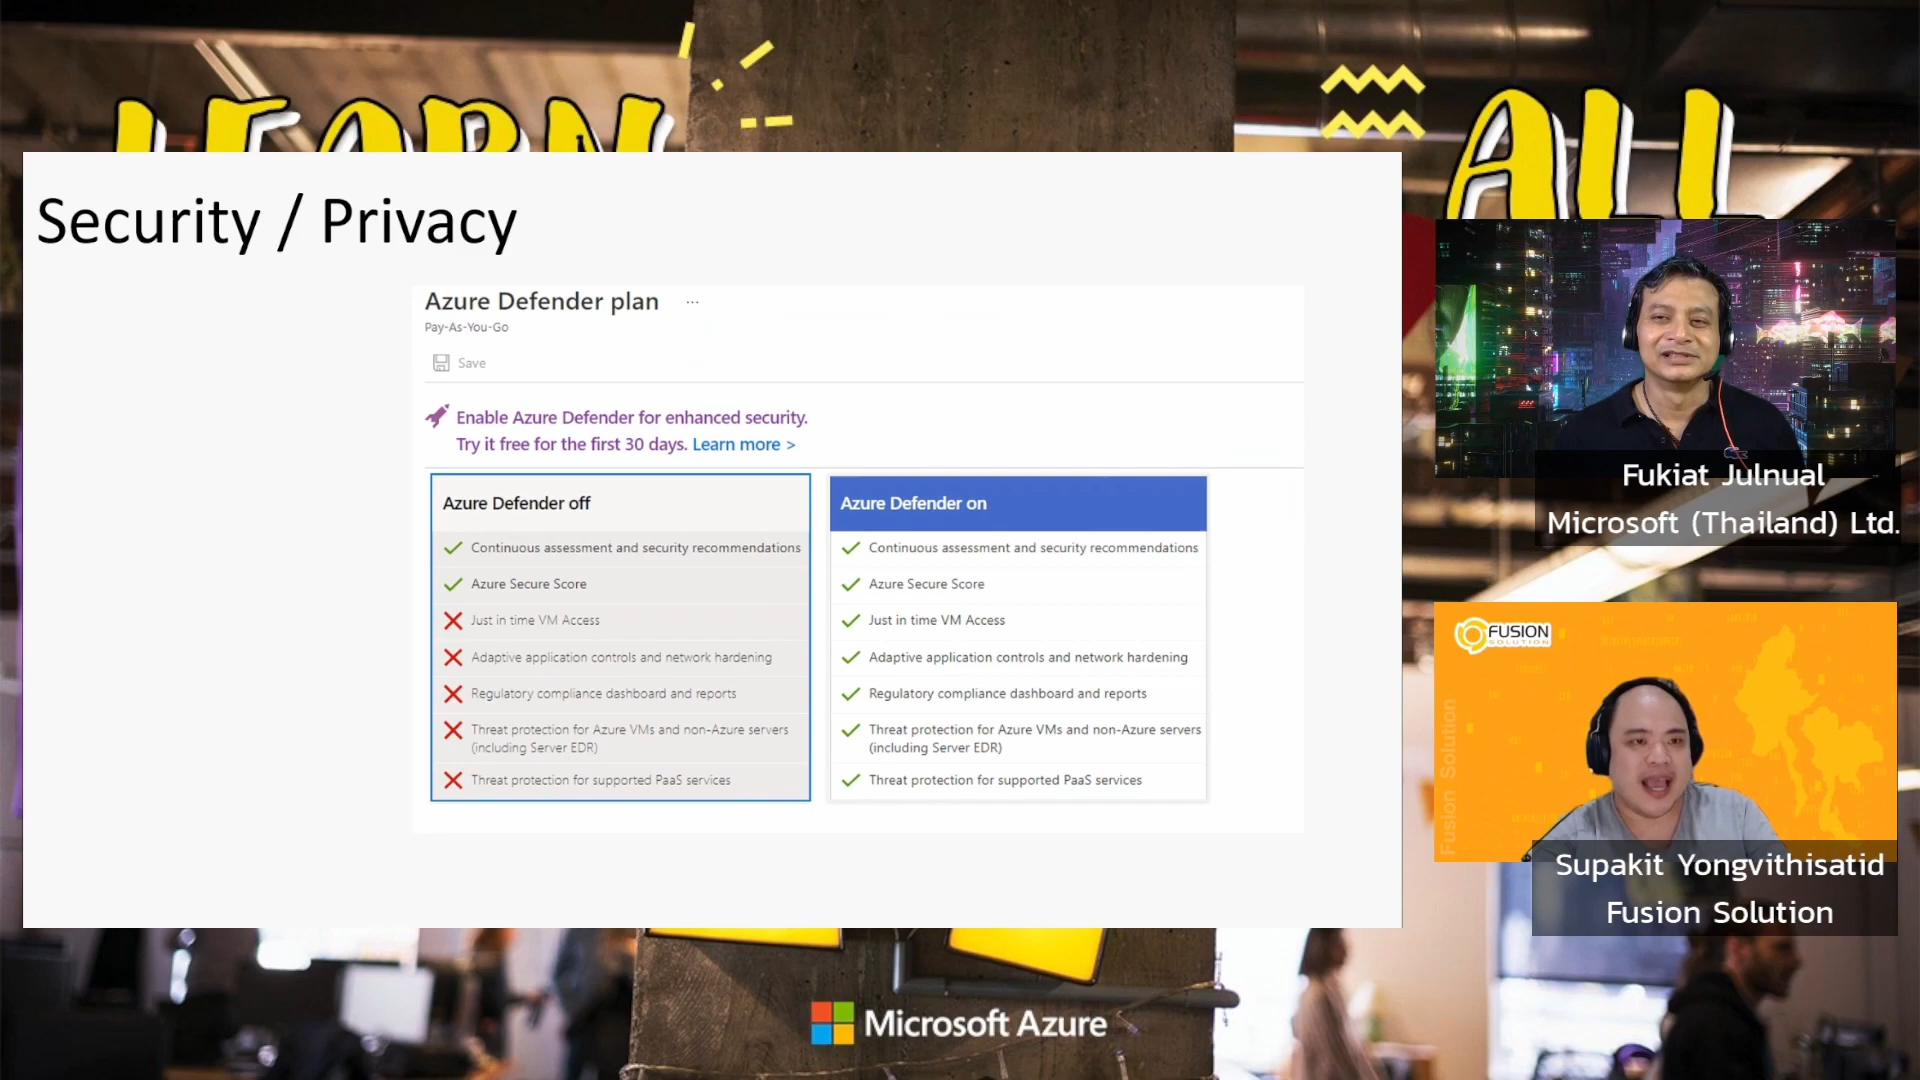 LEARN
ALL
Security / Privacy
Azure Defender plan ...
Pay-As-You-Go
Save
Enable Azure Defender for enhanced security.
Try it free for the first 30 days. Learn more >
Azure Defender off
Continuous assessment and security recommendations
Azure Secure Score
Just in time VM Access
Adaptive application controls and network hardening
Regulatory compliance dashboard and reports
Threat protection for Azure VMs and non-Azure servers
(including Server EDR)
Threat protection for supported PaaS services
Azure Defender on
Continuous assessment and security recommendations
Azure Secure Score
Just in time VM Access
Adaptive application controls and network hardening
Regulatory compliance dashboard and reports
Threat protection for Azure VMs and non-Azure servers
(including Server EDR)
Threat protection for supported PaaS services
Fukiat Julnual
Microsoft (Thailand) Ltd.
FUSION
SOLUTION
Fusion Solution
Supakit Yongvithisatid
Fusion Solution
Microsoft Azure